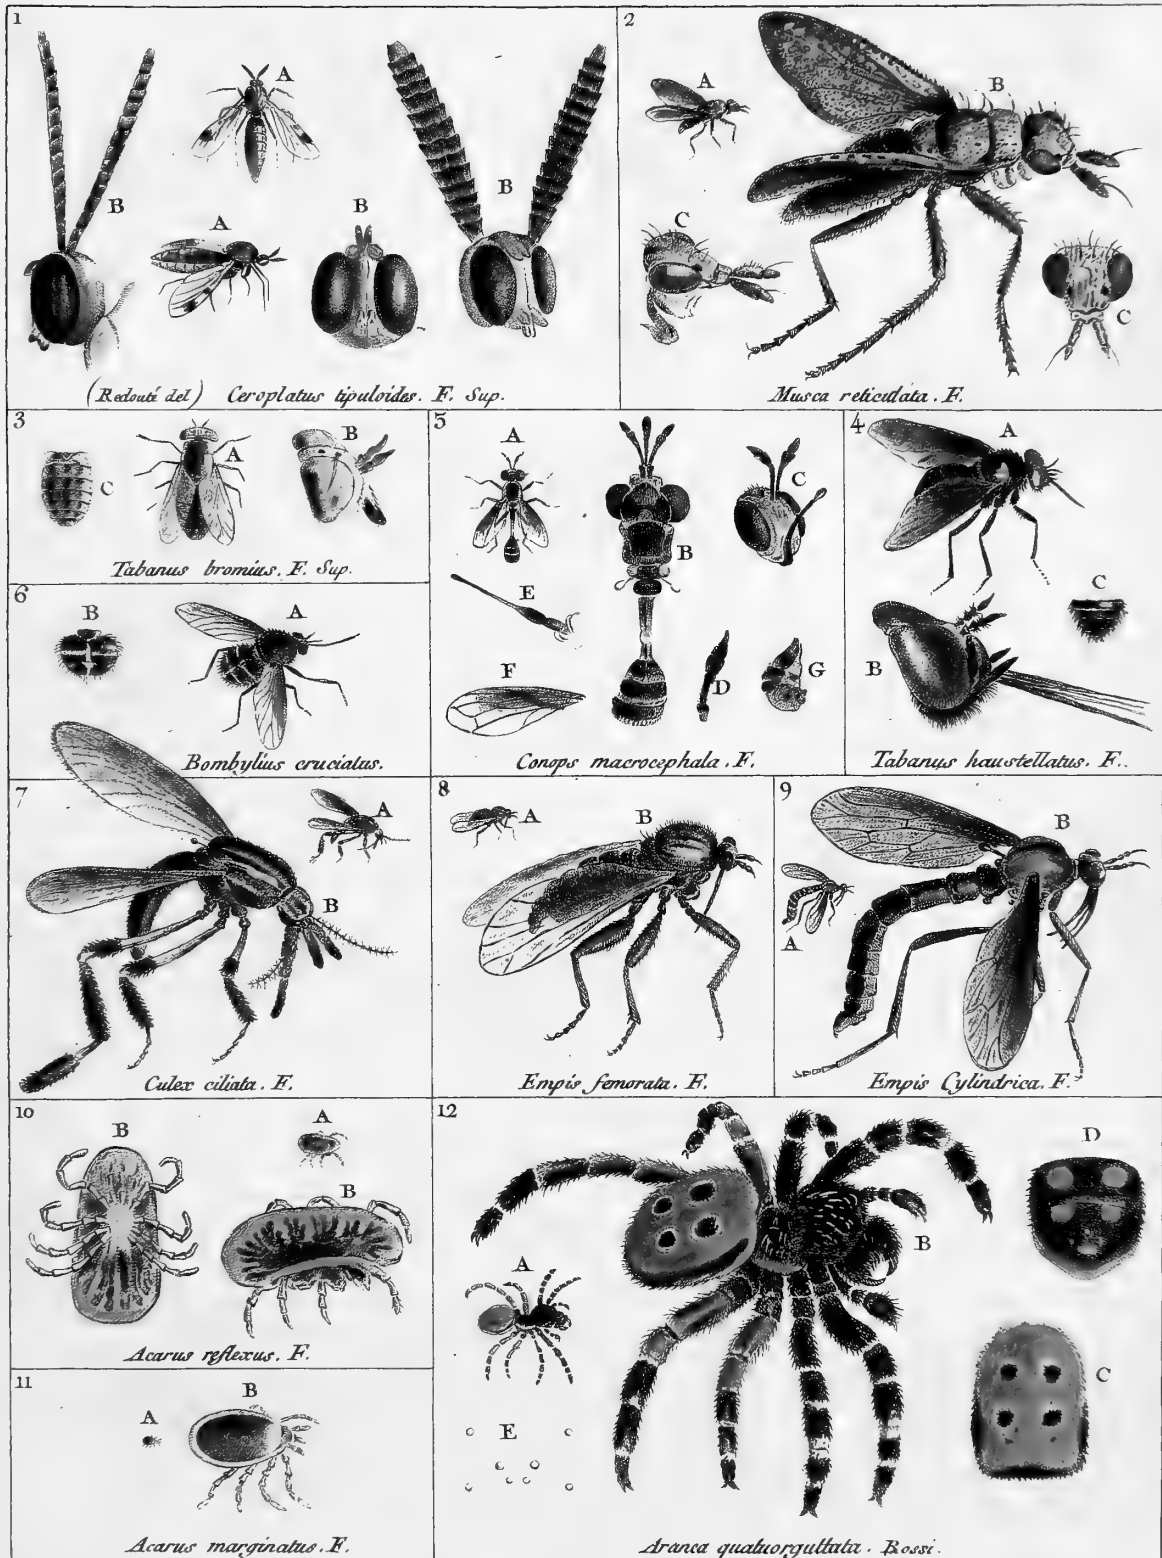 1
A
B
A
B
B
(Redouté del) Ceroplatus tipuloides. F. Sup.
2
A
B
C
C
Musca reticulata. F.
3
C
A
B
Tabanus bromius. F. Sup.
5
A
B
C
E
F
D
G
Conops macrocephala. F.
4
A
C
B
Tabanus haustellatus. F..
6
B
A
Bombylius cruciatus.
7
A
B
Culex ciliata. F.
8
A
B
Empis femorata. F.
9
B
A
Empis Cylindrica. F.
10
B
A
B
Acarus reflexus. F.
11
A
B
Acarus marginatus. F.
12
D
B
A
C
E
Aranea quatuorguttata. Rossi.